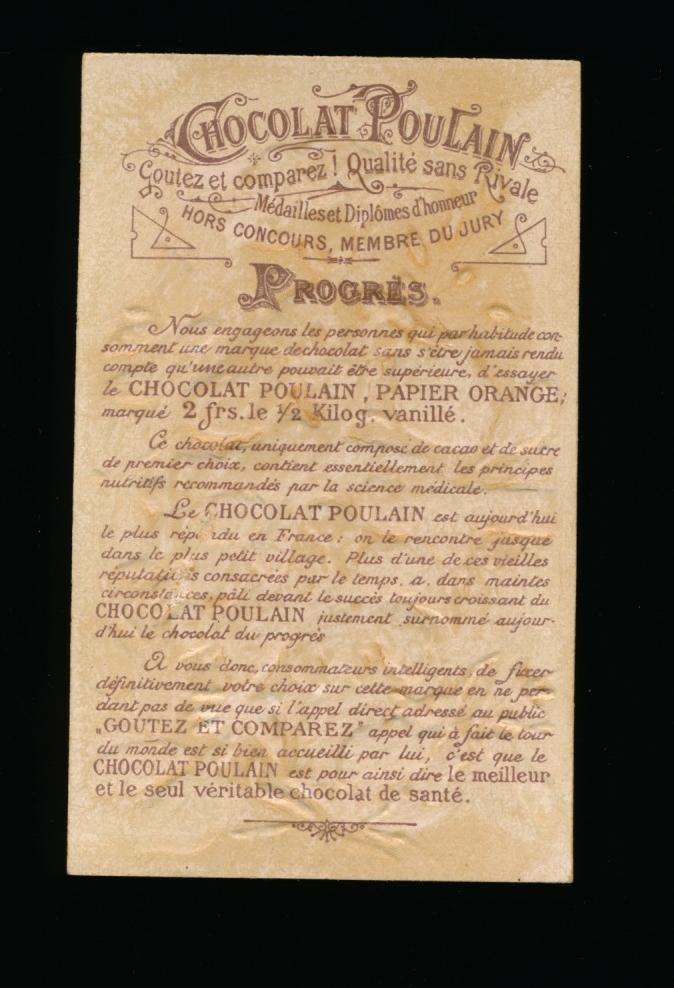 CHOCOLAT POULAIN
Goutez et comparez! Qualité sans Rivale
Médailles et Diplômes d'honneur
HORS CONCOURS, MEMBRE DU JURY
PROGRÈS.
Nous engageons les personnes qui par habitude con-
somment une marque de chocolat sans s'être jamais rendu
compte qu'une autre pouvait être supérieure, d'essayer
le CHOCOLAT POULAIN, PAPIER ORANGE,
marqué 2 frs. le 1/2 Kilog. vanillé.
Ce chocolat, uniquement composé de cacao et de sucre
de premier choix, contient essentiellement les principes
nutritifs recommandés par la science médicale.
Le CHOCOLAT POULAIN est aujourd'hui
le plus répandu en France: on le rencontre jusque
dans le plus petit village. Plus d'une de ces vieilles
réputations consacrées par le temps, a, dans maintes
circonstances, pâli devant le succès toujours croissant du
CHOCOLAT POULAIN justement surnommé aujour-
d'hui le chocolat du progrès
A vous donc, consommateurs intelligents, de fixer
définitivement votre choix sur cette marque en ne per-
dant pas de vue que si l'appel direct adressé au public
„GOUTEZ ET COMPAREZ" appel qui à fait le tour
du monde est si bien accueilli par lui, c'est que le
CHOCOLAT POULAIN est pour ainsi dire le meilleur
et le seul véritable chocolat de santé.